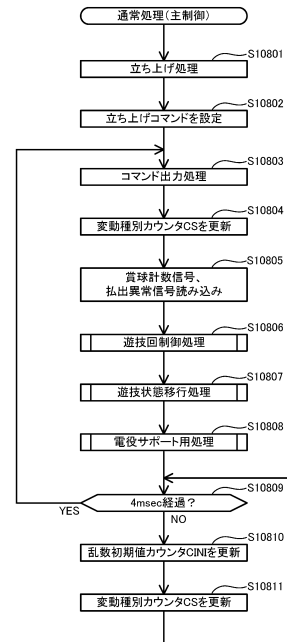 通常処理(主制御)
S10801
立ち上げ処理
S10802
立ち上げコマンドを設定
S10803
コマンド出力処理
S10804
変動種別カウンタCSを更新
S10805
賞球計数信号、
払出異常信号読み込み
S10806
遊技回制御処理
S10807
遊技状態移行処理
S10808
電役サポート用処理
S10809
4msec経過？
YES
NO
S10810
乱数初期値カウンタCINIを更新
S10811
変動種別カウンタCSを更新